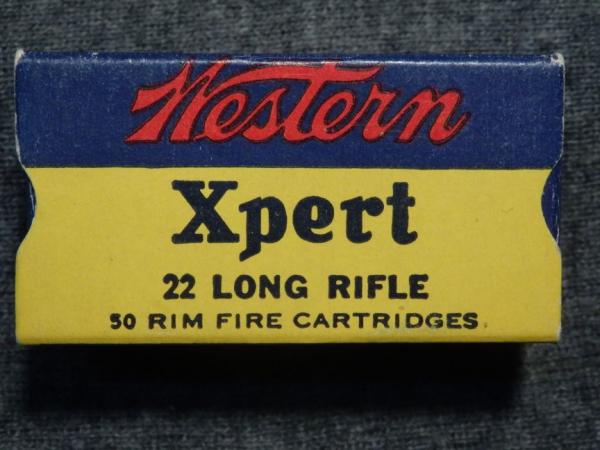 Western
Xpert
22 LONG RIFLE
50 RIM FIRE CARTRIDGES